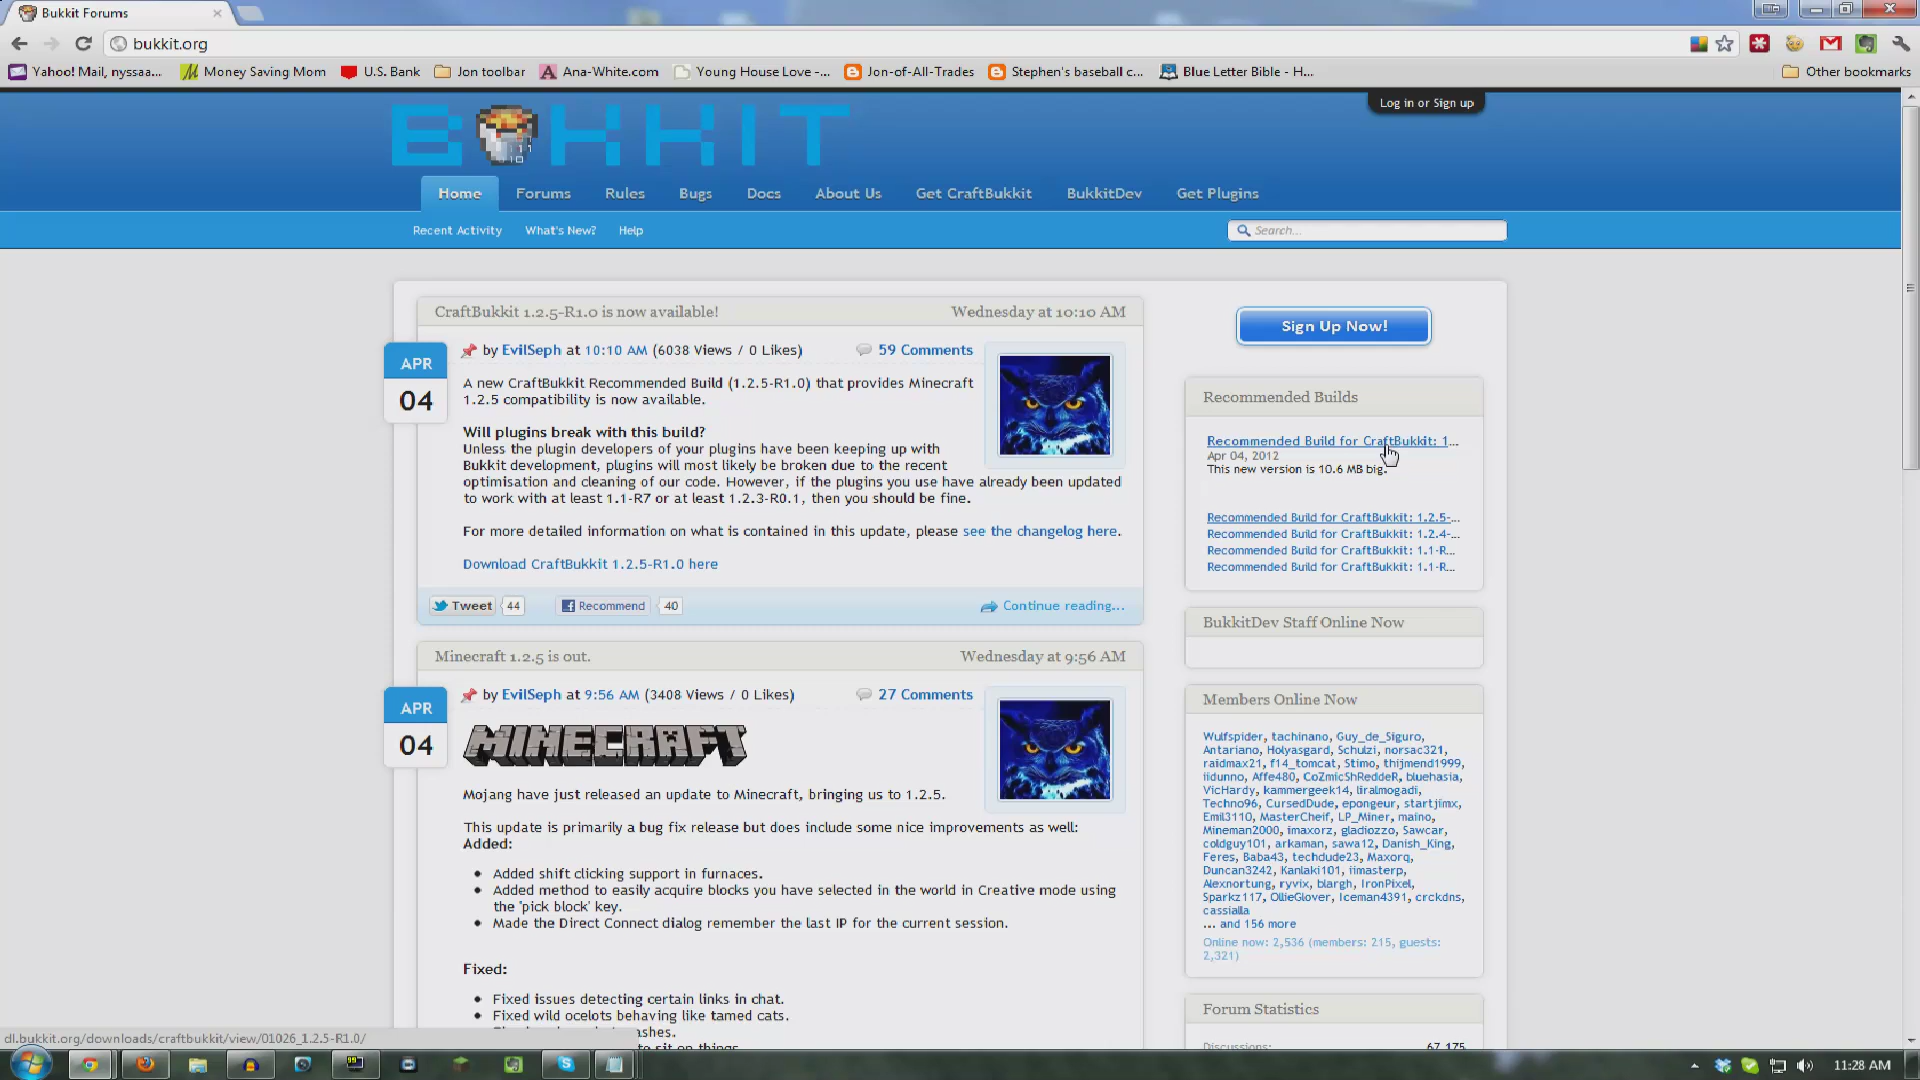 Bukkit Forums
bukkit.org
Yahoo! Mail, nyssaa...
Money Saving Mom
U.S. Bank
Jon toolbar
Ana-White.com
Young House Love -...
Jon-of-All-Trades
Stephen's baseball c...
Blue Letter Bible - H...
Other bookmarks
BUKKIT
Log in or Sign up
Home
Forums
Rules
Bugs
Docs
About Us
Get CraftBukkit
BukkitDev
Get Plugins
Recent Activity
What's New?
Help
Search...
CraftBukkit 1.2.5-R1.0 is now available!
Wednesday at 10:10 AM
APR
04
by EvilSeph at 10:10 AM (6038 Views / 0 Likes)
59 Comments
A new CraftBukkit Recommended Build (1.2.5-R1.0) that provides Minecraft
1.2.5 compatibility is now available.
Will plugins break with this build?
Unless the plugin developers of your plugins have been keeping up with
Bukkit development, plugins will most likely be broken due to the recent
optimisation and cleaning of our code. However, if the plugins you use have already been updated
to work with at least 1.1-R7 or at least 1.2.3-R0.1, then you should be fine.
For more detailed information on what is contained in this update, please see the changelog here.
Download CraftBukkit 1.2.5-R1.0 here
Tweet
44
Recommend
40
Continue reading...
Minecraft 1.2.5 is out.
Wednesday at 9:56 AM
APR
04
by EvilSeph at 9:56 AM (3408 Views / 0 Likes)
27 Comments
MINECRAFT
Mojang have just released an update to Minecraft, bringing us to 1.2.5.
This update is primarily a bug fix release but does include some nice improvements as well:
Added:
Added shift clicking support in furnaces.
Added method to easily acquire blocks you have selected in the world in Creative mode using
the 'pick block' key.
Made the Direct Connect dialog remember the last IP for the current session.
Fixed:
Fixed issues detecting certain links in chat.
Fixed wild ocelots behaving like tamed cats.
Sign Up Now!
Recommended Builds
Recommended Build for CraftBukkit: 1...
Apr 04, 2012
This new version is 10.6 MB big.
Recommended Build for CraftBukkit: 1.2.5-...
Recommended Build for CraftBukkit: 1.2.4-...
Recommended Build for CraftBukkit: 1.1-R...
Recommended Build for CraftBukkit: 1.1-R...
BukkitDev Staff Online Now
Members Online Now
Wulfspider, tachinano, Guy_de_Siguro,
Antariano, Holyasgard, Schulzi, norsac321,
raidmax21, f14_tomcat, Stimo, thijmend1999,
iidunno, Affe480, CoZmicShReddeR, bluehasia,
VicHardy, kammergeek14, liralmogadi,
Techno96, CursedDude, epongeur, startjimx,
Emil3110, MasterCheif, LP_Miner, maino,
Mineman2000, imaxorz, gladiozzo, Sawcar,
coldguy101, arkaman, sawa12, Danish_King,
Feres, Baba43, techdude23, Maxorq,
Duncan3242, Kanlaki101, iimasterp,
Alexnortung, ryvix, blargh, IronPixel,
Sparkz117, OllieGlover, Iceman4391, crckdns,
cassialla
... and 156 more
Online now: 2,536 (members: 215, guests:
2,321)
Forum Statistics
Discussions:
67,175
dl.bukkit.org/downloads/craftbukkit/view/01026_1.2.5-R1.0/
11:28 AM